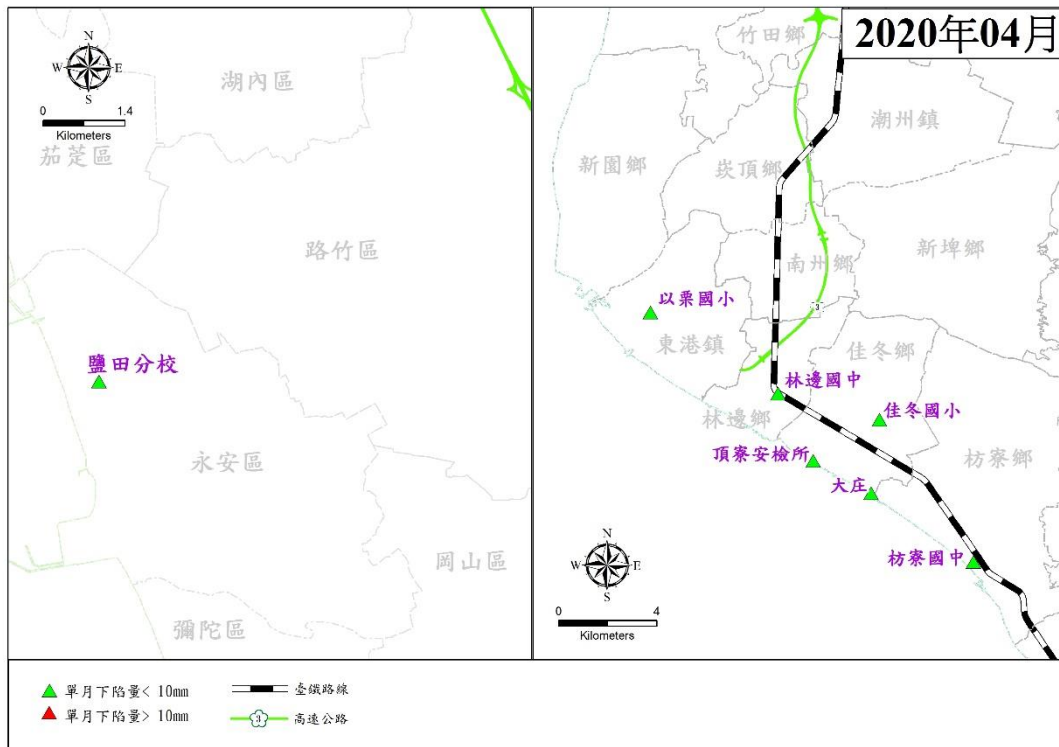 2020年04月
N
W E
S
0 1.4
Kilometers
湖內區
茄萣區
路竹區
鹽田分校
永安區
岡山區
彌陀區
竹田鄉
潮州鎮
新園鄉
崁頂鄉
新埤鄉
南州鄉
以栗國小
3
東港鎮
佳冬鄉
林邊國中
林邊鄉
佳冬國小
頂寮安檢所
枋寮鄉
大庄
枋寮國中
N
W E
S
0 4
Kilometers
單月下陷量< 10mm
臺鐵路線
單月下陷量> 10mm
3
高速公路